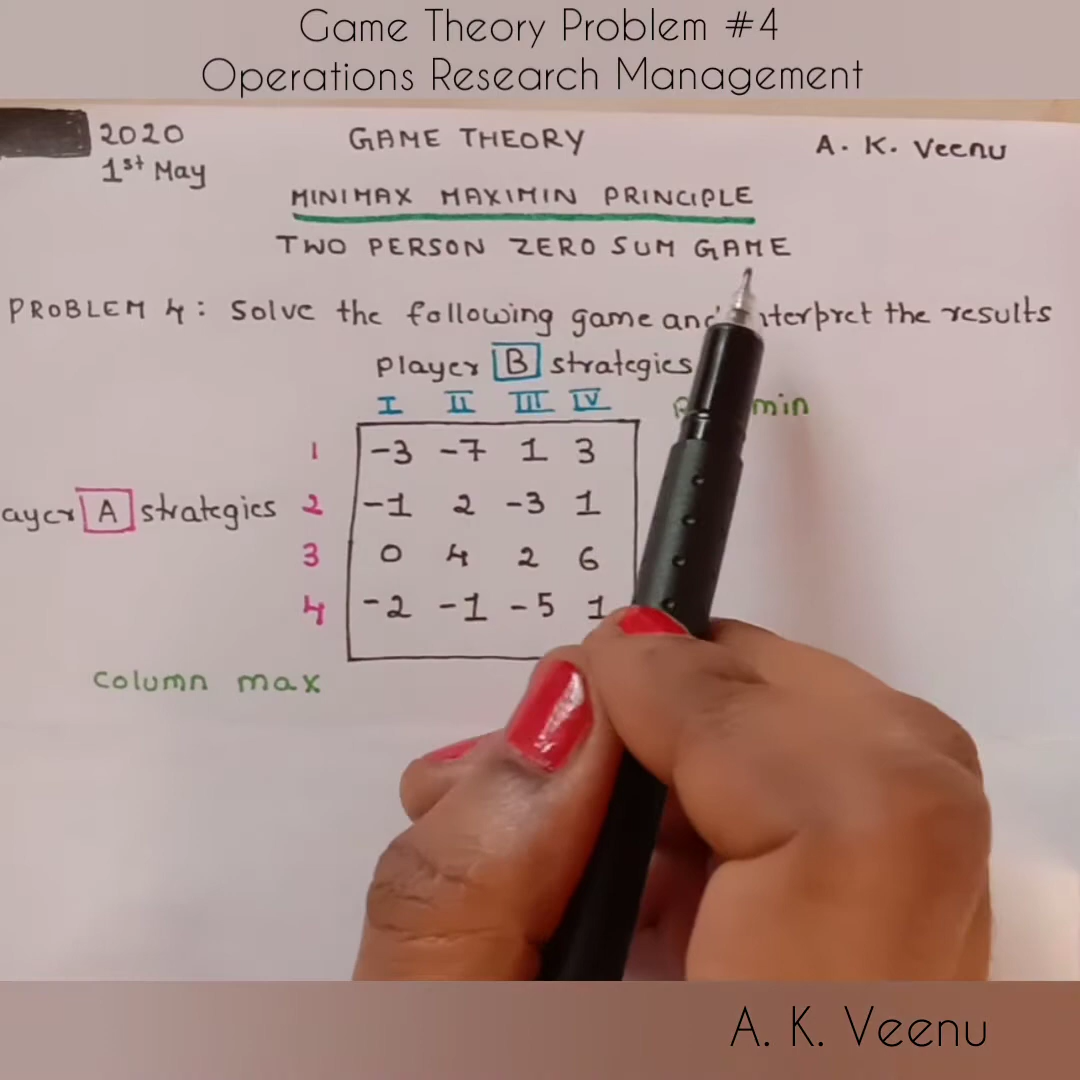 Game Theory Problem #4
Operations Research Management
2020 GAME THEORY A. K. Veenu
1st May
MINIMAX MAXIMIN PRINCIPLE
TWO PERSON ZERO SUM GAME
PROBLEM 4: Solve the following game the results
Player B strategies
I II III IV min
1 -3 -7 1 3
A strategies 2 -1 2 -3 1
3 0 4 2 6
4 -2 -1 -5 1
column max
A. K. Veenu